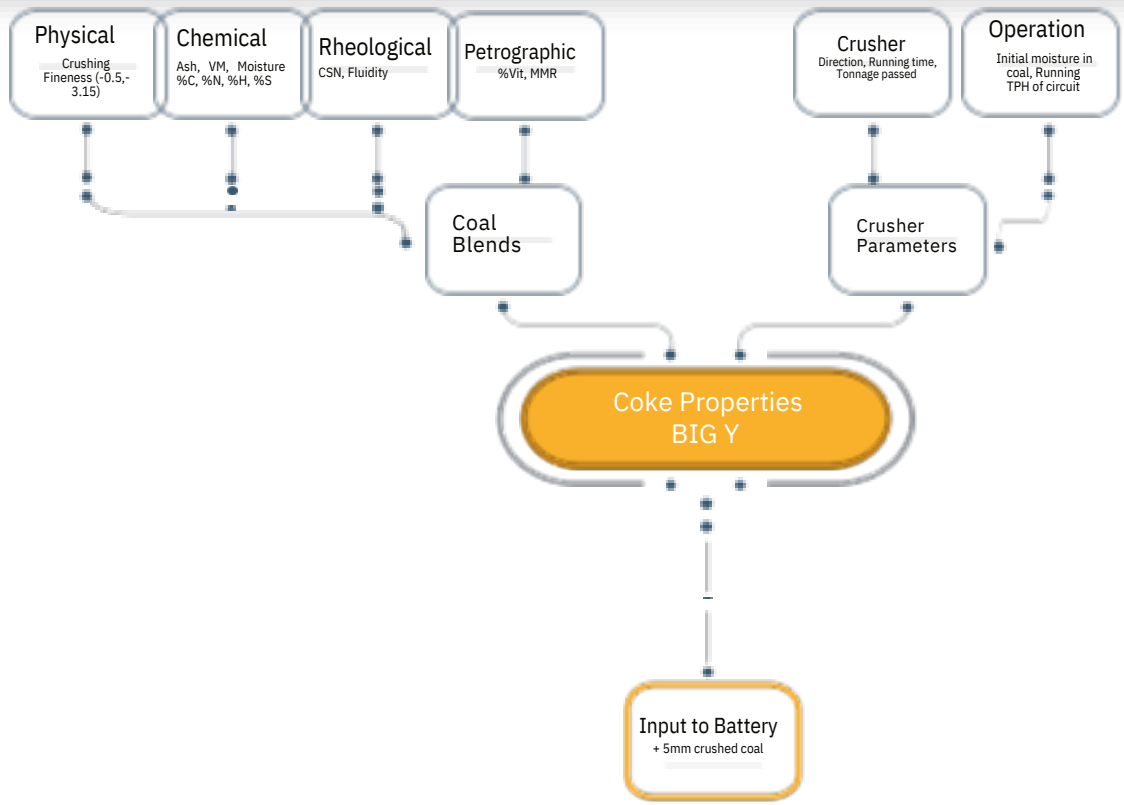 Physical
Crushing
Fineness (-0.5,-
3.15)
Chemical
Ash, VM, Moisture
%C, %N, %H, %S
Rheological
CSN, Fluidity
Petrographic
%Vit, MMR
Crusher
Direction, Running time,
Tonnage passed
Operation
Initial moisture in
coal, Running
TPH of circuit
Coal
Blends
Crusher
Parameters
Coke Properties
BIG Y
Input to Battery
+ 5mm crushed coal